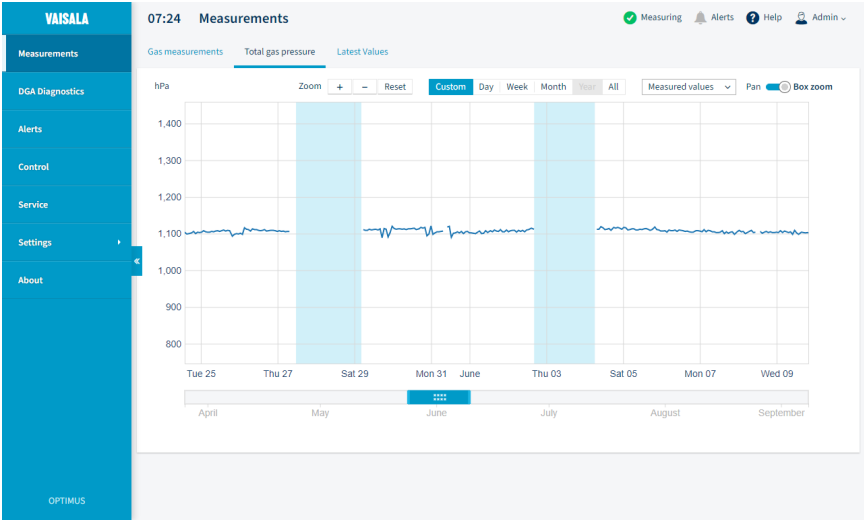 VAISALA
07:24 Measurements
Measuring Alerts Help Admin
Measurements
DGA Diagnostics
Alerts
Control
Service
Settings
About
OPTIMUS
Gas measurements Total gas pressure Latest Values
hPa Zoom + – Reset Custom Day Week Month Year All Measured values Pan Box zoom
1,400
1,300
1,200
1,100
1,000
900
800
Tue 25 Thu 27 Sat 29 Mon 31 June Thu 03 Sat 05 Mon 07 Wed 09
April May June July August September